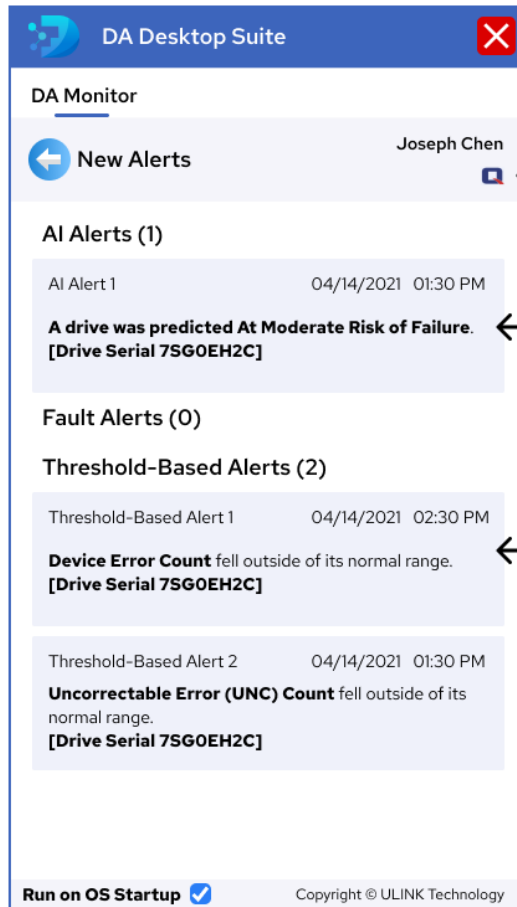 DA Desktop Suite
DA Monitor
New Alerts
Joseph Chen
AI Alerts (1)
AI Alert 1 04/14/2021 01:30 PM
A drive was predicted At Moderate Risk of Failure.
[Drive Serial 7SG0EH2C]
Fault Alerts (0)
Threshold-Based Alerts (2)
Threshold-Based Alert 1 04/14/2021 02:30 PM
Device Error Count fell outside of its normal range.
[Drive Serial 7SG0EH2C]
Threshold-Based Alert 2 04/14/2021 01:30 PM
Uncorrectable Error (UNC) Count fell outside of its
normal range.
[Drive Serial 7SG0EH2C]
Run on OS Startup Copyright © ULINK Technology